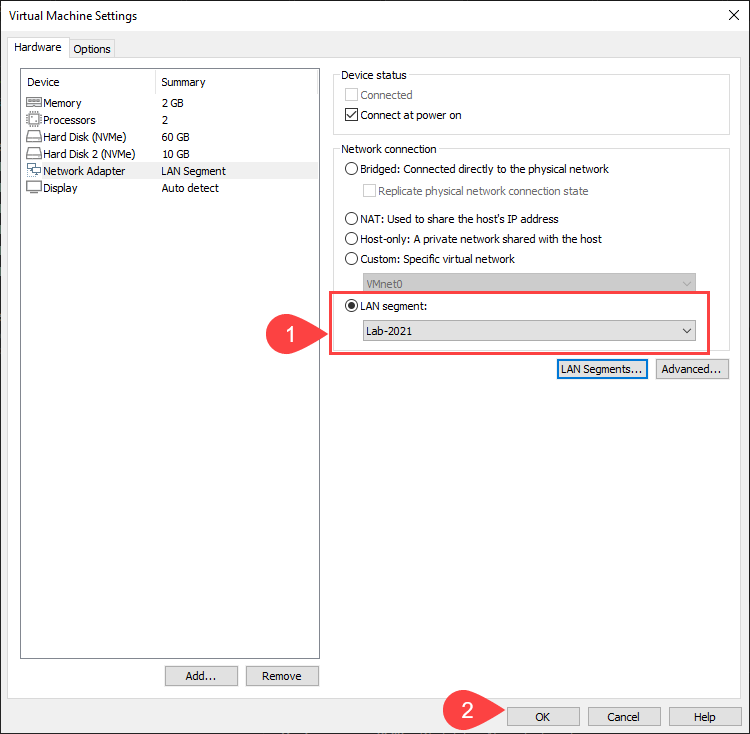 Virtual Machine Settings
Hardware
Options
Device Summary
Memory 2 GB
Processors 2
Hard Disk (NVMe) 60 GB
Hard Disk 2 (NVMe) 10 GB
Network Adapter LAN Segment
Display Auto detect
Add...
Remove
Device status
Connected
Connect at power on
Network connection
Bridged: Connected directly to the physical network
Replicate physical network connection state
NAT: Used to share the host's IP address
Host-only: A private network shared with the host
Custom: Specific virtual network
VMnet0
LAN segment:
1
Lab-2021
LAN Segments...
Advanced...
2
OK
Cancel
Help